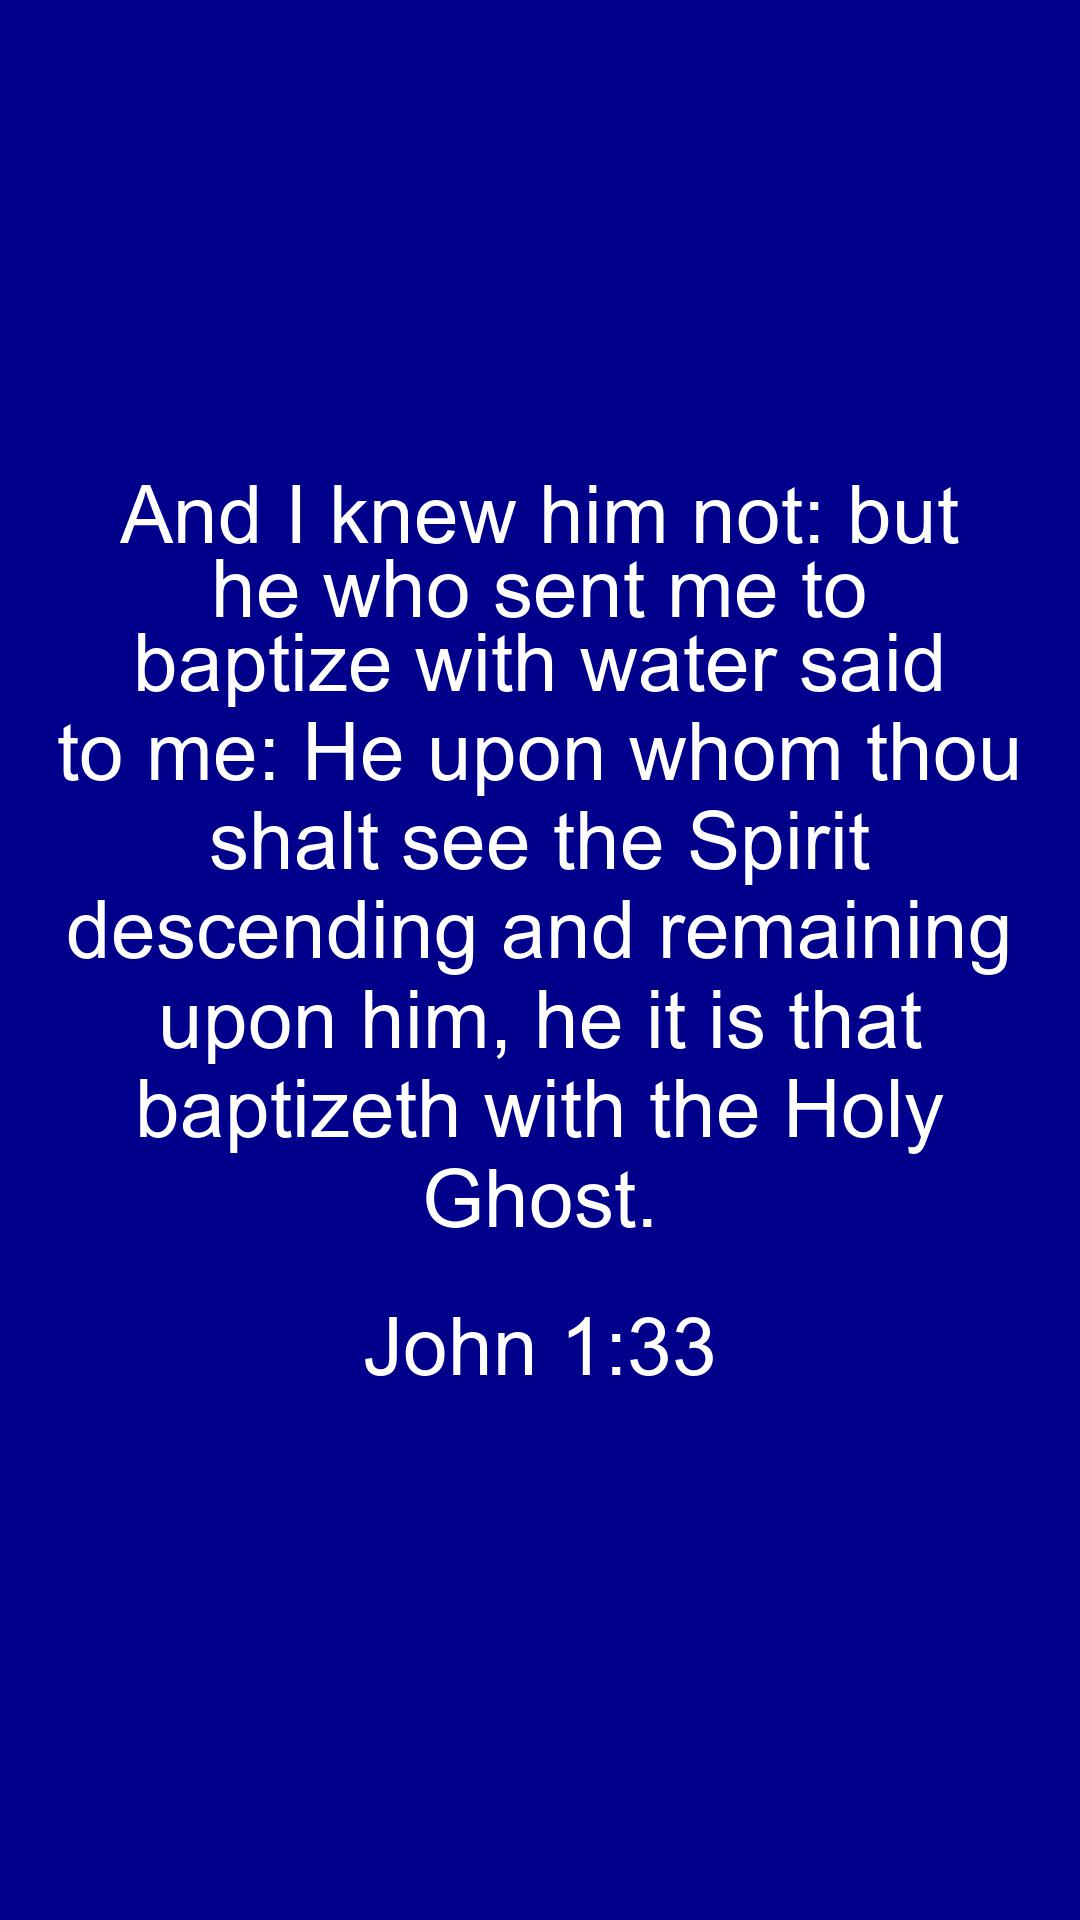 And I knew him not: but
he who sent me to
baptize with water said
to me: He upon whom thou
shalt see the Spirit
descending and remaining
upon him, he it is that
baptizeth with the Holy
Ghost.
John 1:33